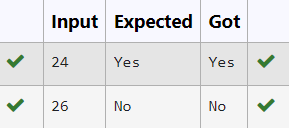 Input Expected Got
24 Yes Yes
26 No No